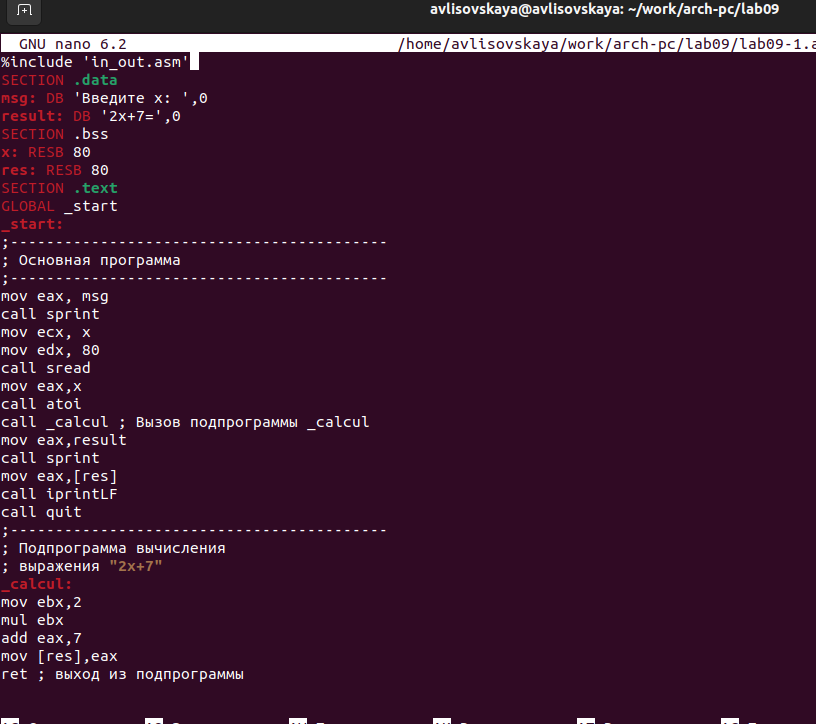 avlisovskaya@avlisovskaya: ~/work/arch-pc/lab09
GNU nano 6.2 /home/avlisovskaya/work/arch-pc/lab09/lab09-1.a
%include 'in_out.asm'
SECTION .data
msg: DB 'Введите x: ',0
result: DB '2x+7=',0
SECTION .bss
x: RESB 80
res: RESB 80
SECTION .text
GLOBAL _start
_start:
;------------------------------------------
; Основная программа
;------------------------------------------
mov eax, msg
call sprint
mov ecx, x
mov edx, 80
call sread
mov eax,x
call atoi
call _calcul ; Вызов подпрограммы _calcul
mov eax,result
call sprint
mov eax,[res]
call iprintLF
call quit
;------------------------------------------
; Подпрограмма вычисления
; выражения "2x+7"
_calcul:
mov ebx,2
mul ebx
add eax,7
mov [res],eax
ret ; выход из подпрограммы